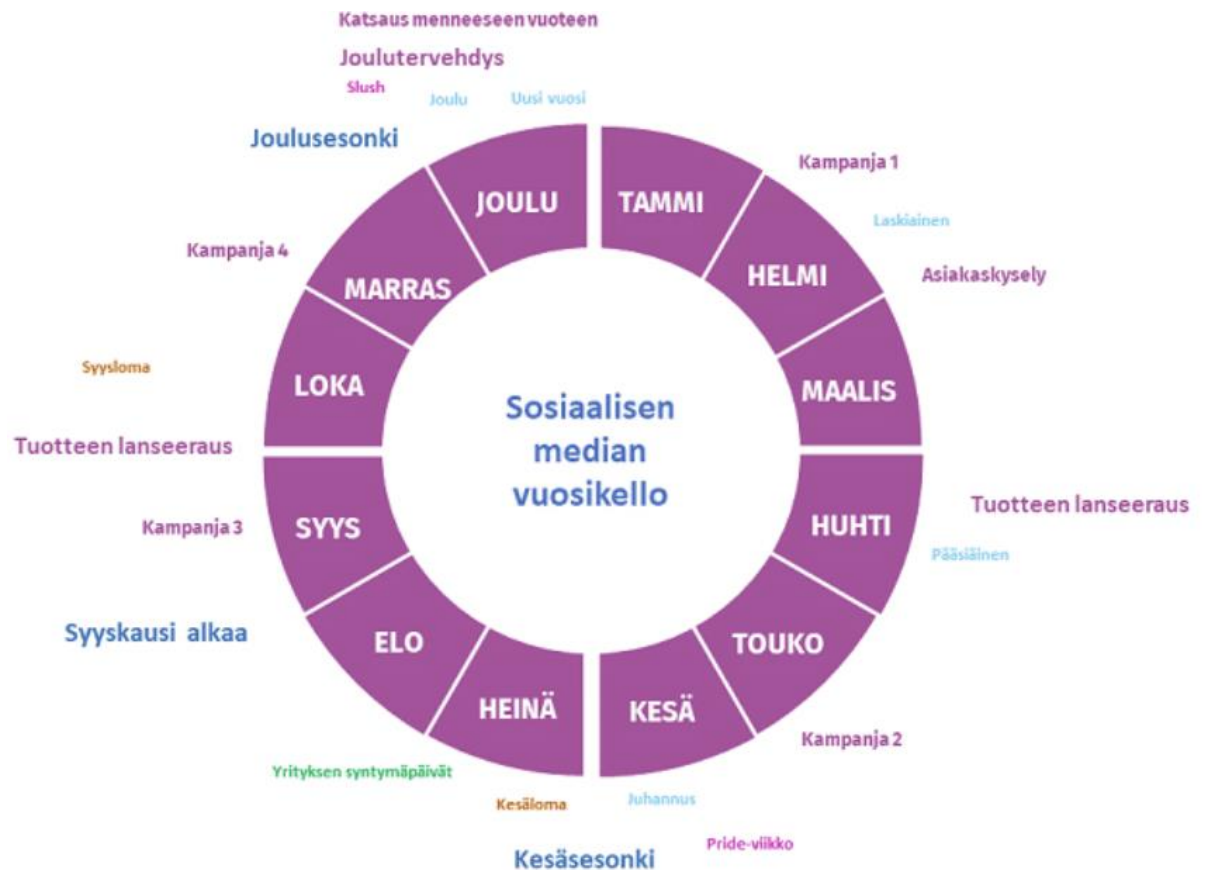 Katsaus menneeseen vuoteen
Joulutervehdys
Slush
Joulu
Uusi vuosi
Joulusesonki
JOULU
TAMMI
Kampanja 1
Laskiainen
Kampanja 4
MARRAS
HELMI
Asiakaskysely
Syysloma
LOKA
MAALIS
Sosiaalisen
median
vuosikello
Tuotteen lanseeraus
Tuotteen lanseeraus
Kampanja 3
SYYS
HUHTI
Pääsiäinen
Syyskausi alkaa
ELO
TOUKO
HEINÄ
KESÄ
Kampanja 2
Yrityksen syntymäpäivät
Kesäloma
Juhannus
Pride-viikko
Kesäsesonki